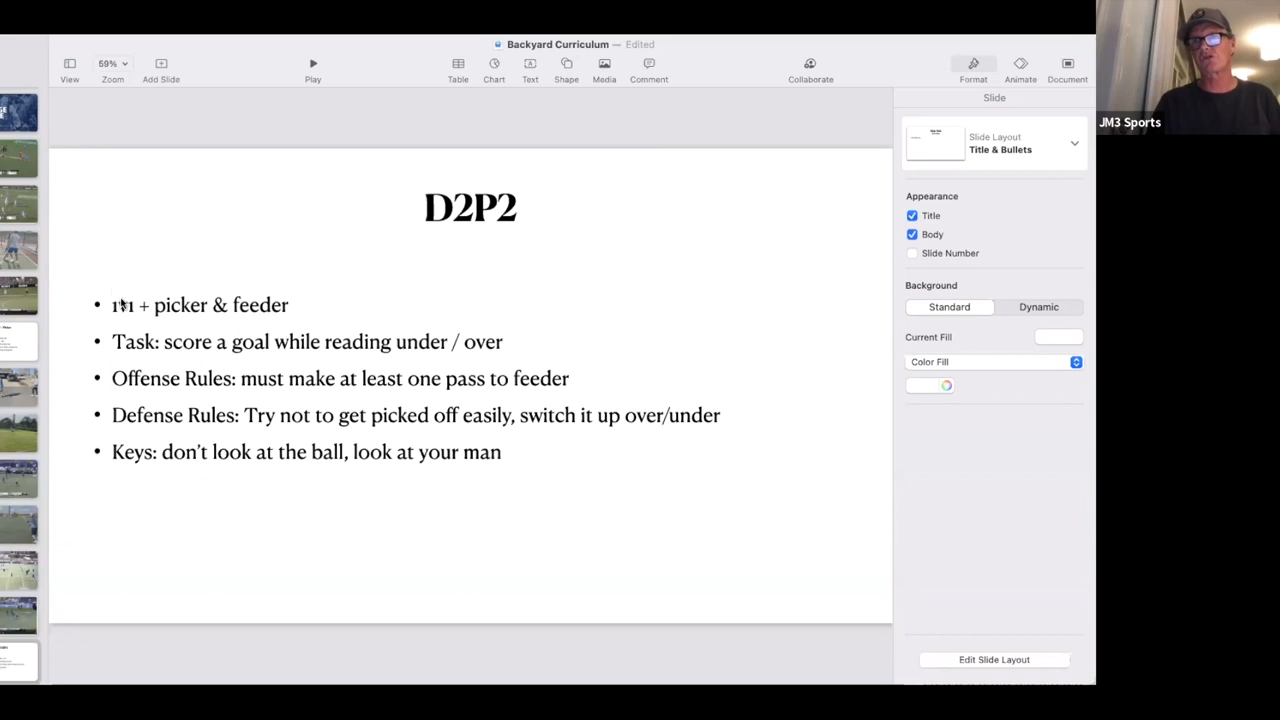 Backyard Curriculum — Edited
59%
View
Zoom
Add Slide
Play
Table
Chart
Text
Shape
Media
Comment
Collaborate
Format
Animate
Document
JM3 Sports
Slide
Slide Layout
Title & Bullets
Appearance
Title
Body
Slide Number
Background
Standard
Dynamic
Current Fill
Color Fill
Edit Slide Layout
D2P2
• 1v1 + picker & feeder
• Task: score a goal while reading under / over
• Offense Rules: must make at least one pass to feeder
• Defense Rules: Try not to get picked off easily, switch it up over/under
• Keys: don't look at the ball, look at your man